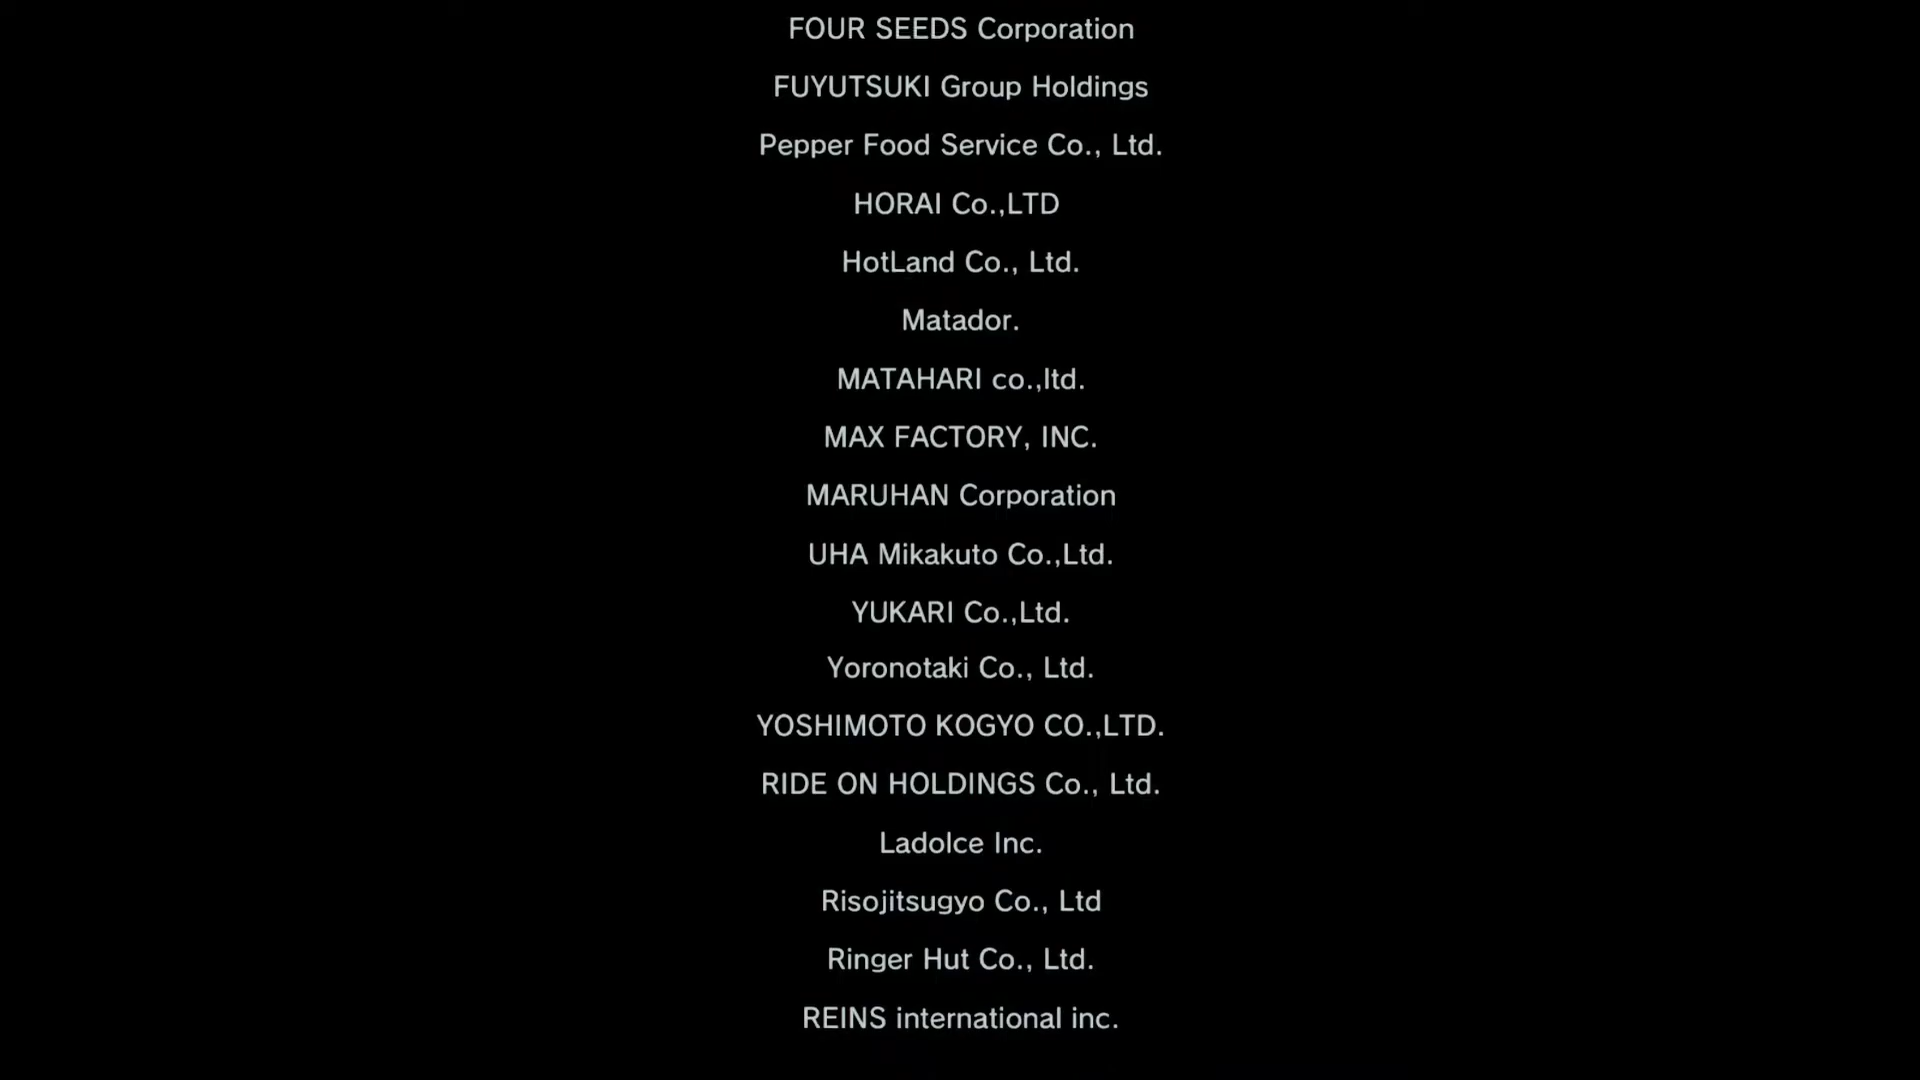 FOUR SEEDS Corporation
FUYUTSUKI Group Holdings
Pepper Food Service Co., Ltd.
HORAI Co.,LTD
HotLand Co., Ltd.
Matador.
MATAHARI co.,ltd.
MAX FACTORY, INC.
MARUHAN Corporation
UHA Mikakuto Co.,Ltd.
YUKARI Co.,Ltd.
Yoronotaki Co., Ltd.
YOSHIMOTO KOGYO CO.,LTD.
RIDE ON HOLDINGS Co., Ltd.
Ladolce Inc.
Risojitsugyo Co., Ltd
Ringer Hut Co., Ltd.
REINS international inc.